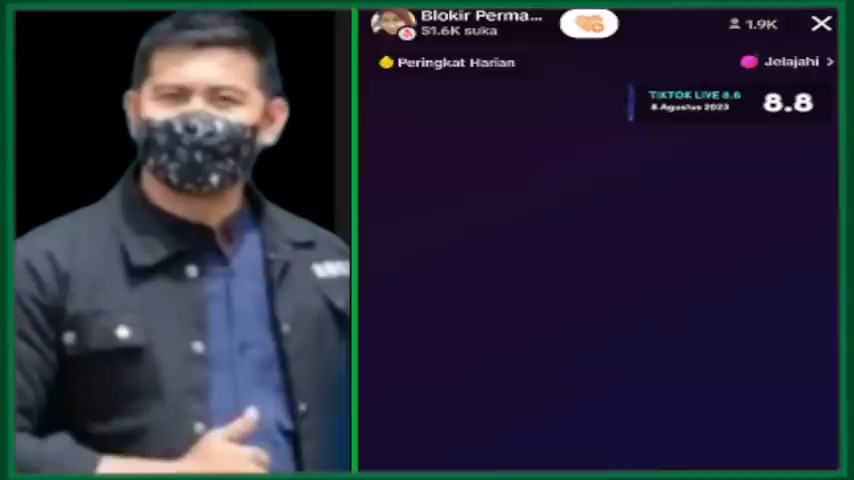 Blokir Perma...
51.6K suka
1.9K
Peringkat Harian
Jelajahi >
TIKTOK LIVE 8.8
8 Agustus 2023
8.8